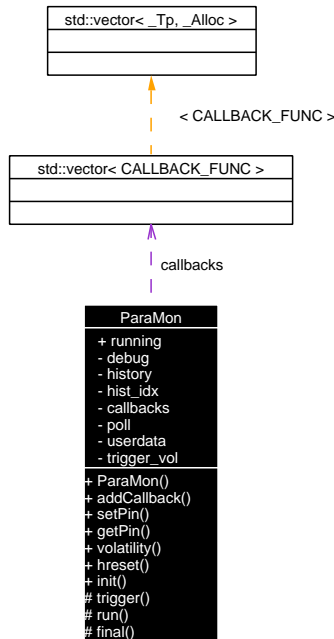 std::vector< _Tp, _Alloc >
< CALLBACK_FUNC >
std::vector< CALLBACK_FUNC >
callbacks
ParaMon
+ running
- debug
- history
- hist_idx
- callbacks
- poll
- userdata
- trigger_vol
+ ParaMon()
+ addCallback()
+ setPin()
+ getPin()
+ volatility()
+ hreset()
+ init()
# trigger()
# run()
# final()